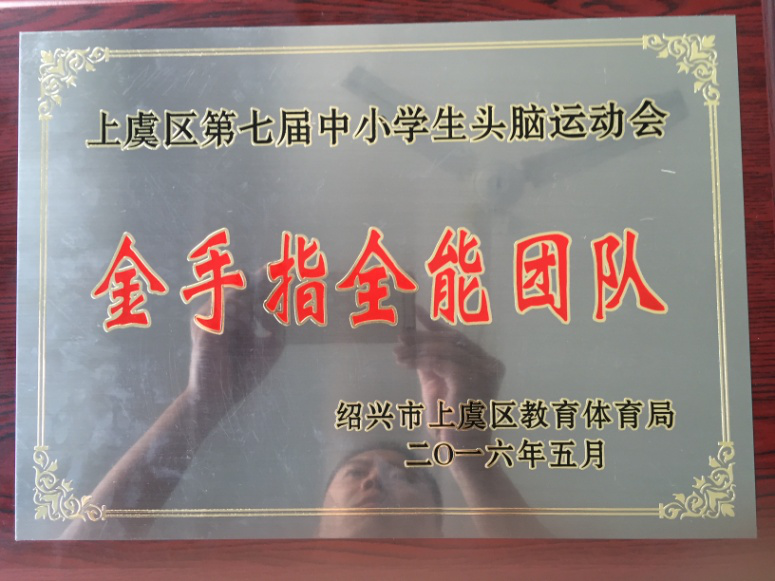 上虞区第七届中小学生头脑运动会
金手指全能团队
绍兴市上虞区教育体育局
二〇一六年五月